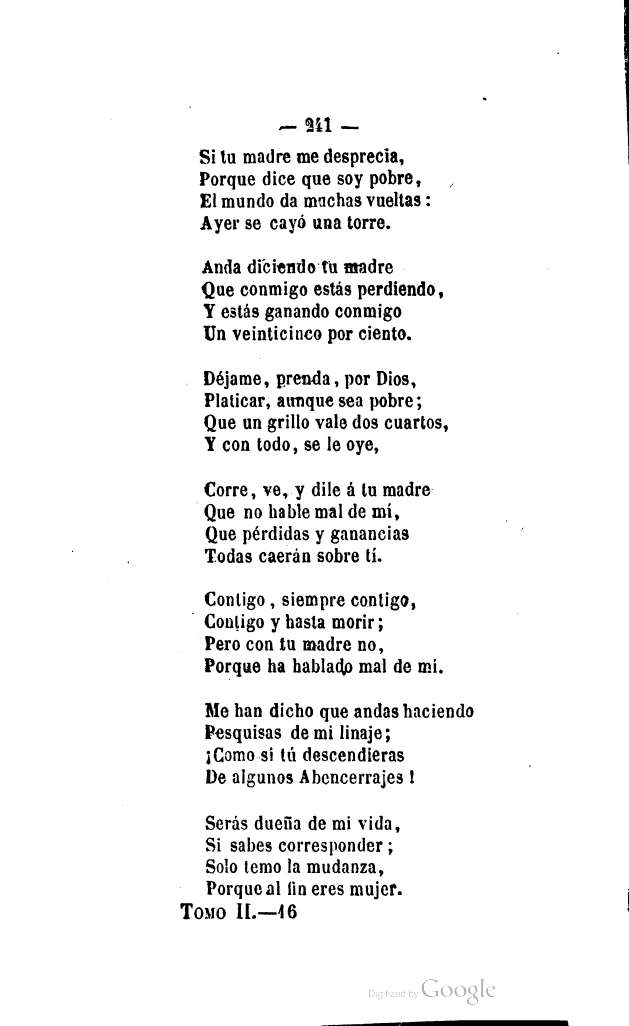 — 241 —
Si tu madre me desprecia,
Porque dice que soy pobre,
El mundo da muchas vueltas:
Ayer se cayó una torre.
Anda diciendo tu madre
Que conmigo estás perdiendo,
Y estás ganando conmigo
Un veinticinco por ciento.
Déjame, prenda, por Dios,
Platicar, aunque sea pobre;
Que un grillo vale dos cuartos,
Y con todo, se le oye,
Corre, ve, y dile á tu madre
Que no hable mal de mí,
Que pérdidas y ganancias
Todas caerán sobre tí.
Contigo, siempre contigo,
Contigo y hasta morir;
Pero con tu madre no,
Porque ha hablado mal de mi.
Me han dicho que andas haciendo
Pesquisas de mi linaje;
¡Como si tú descendieras
De algunos Abencerrajes!
Serás dueña de mi vida,
Si sabes corresponder;
Solo temo la mudanza,
Porque al fin eres mujer.
TOMO II.—16
Digitized by Google